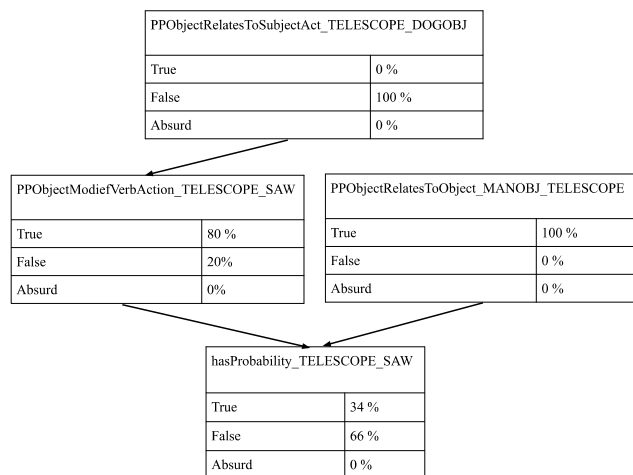 PPObjectRelatesToSubjectAct_TELESCOPE_DOGOBJ
True 0 %
False 100 %
Absurd 0 %
PPObjectModiefVerbAction_TELESCOPE_SAW
True 80 %
False 20%
Absurd 0%
PPObjectRelatesToObject_MANOBJ_TELESCOPE
True 100 %
False 0 %
Absurd 0 %
hasProbability_TELESCOPE_SAW
True 34 %
False 66 %
Absurd 0 %